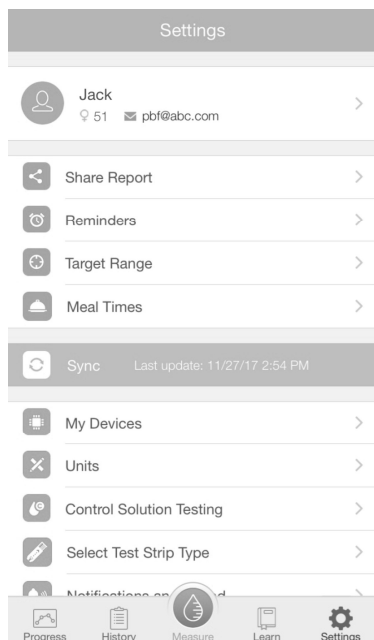 Settings
Jack
51 pbf@abc.com
Share Report
Reminders
Target Range
Meal Times
Sync Last update: 11/27/17 2:54 PM
My Devices
Units
Control Solution Testing
Select Test Strip Type
Progress History Measure Learn Settings